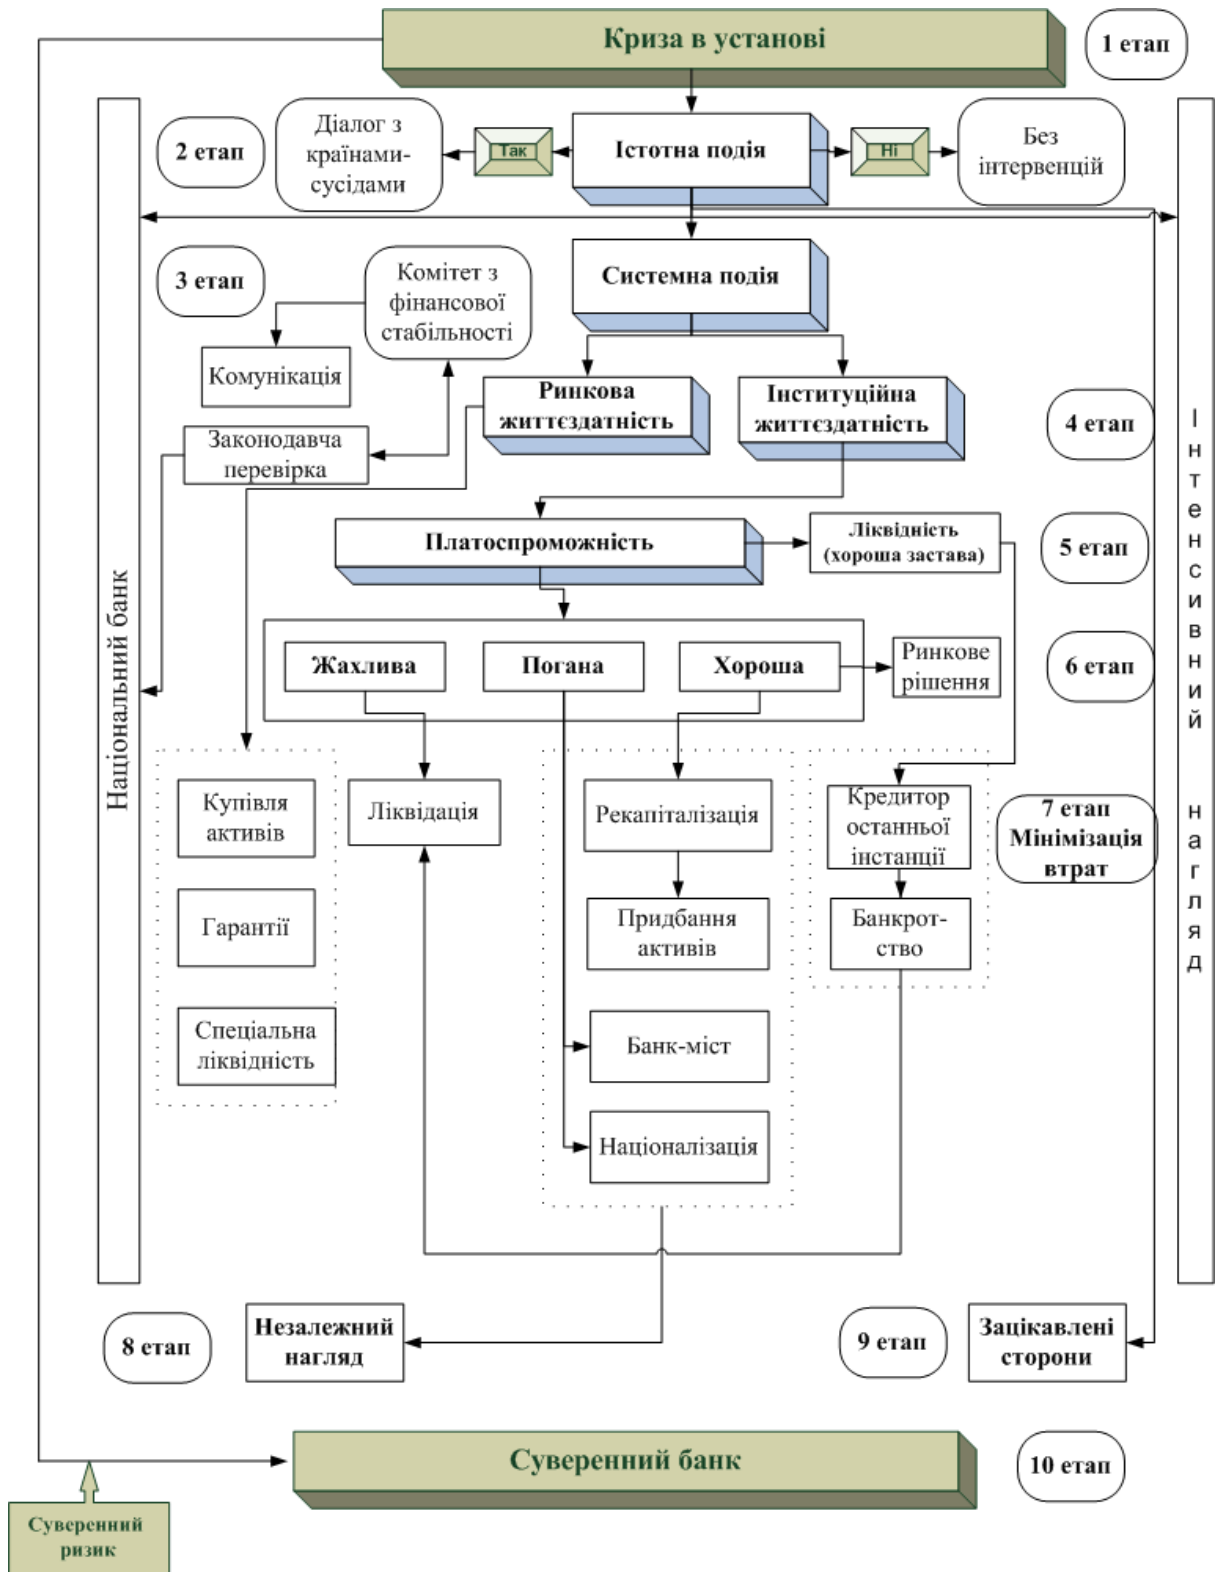 Криза в установі
1 етап
2 етап
Діалог з
країнами-
сусідами
Так
Істотна подія
Ні
Без
інтервенцій
3 етап
Комітет з
фінансової
стабільності
Системна подія
Комунікація
Ринкова
життєздатність
Інституційна
життєздатність
4 етап
Законодавча
перевірка
Платоспроможність
Ліквідність
(хороша застава)
5 етап
Національний банк
Інтенсивний нагляд
Жахлива
Погана
Хороша
Ринкове
рішення
6 етап
Купівля
активів
Ліквідація
Рекапіталізація
Кредитор
останньої
інстанції
7 етап
Мінімізація
втрат
Гарантії
Придбання
активів
Банкрот-
ство
Спеціальна
ліквідність
Банк-міст
Націоналізація
8 етап
Незалежний
нагляд
9 етап
Зацікавлені
сторони
Суверенний банк
10 етап
Суверенний
ризик